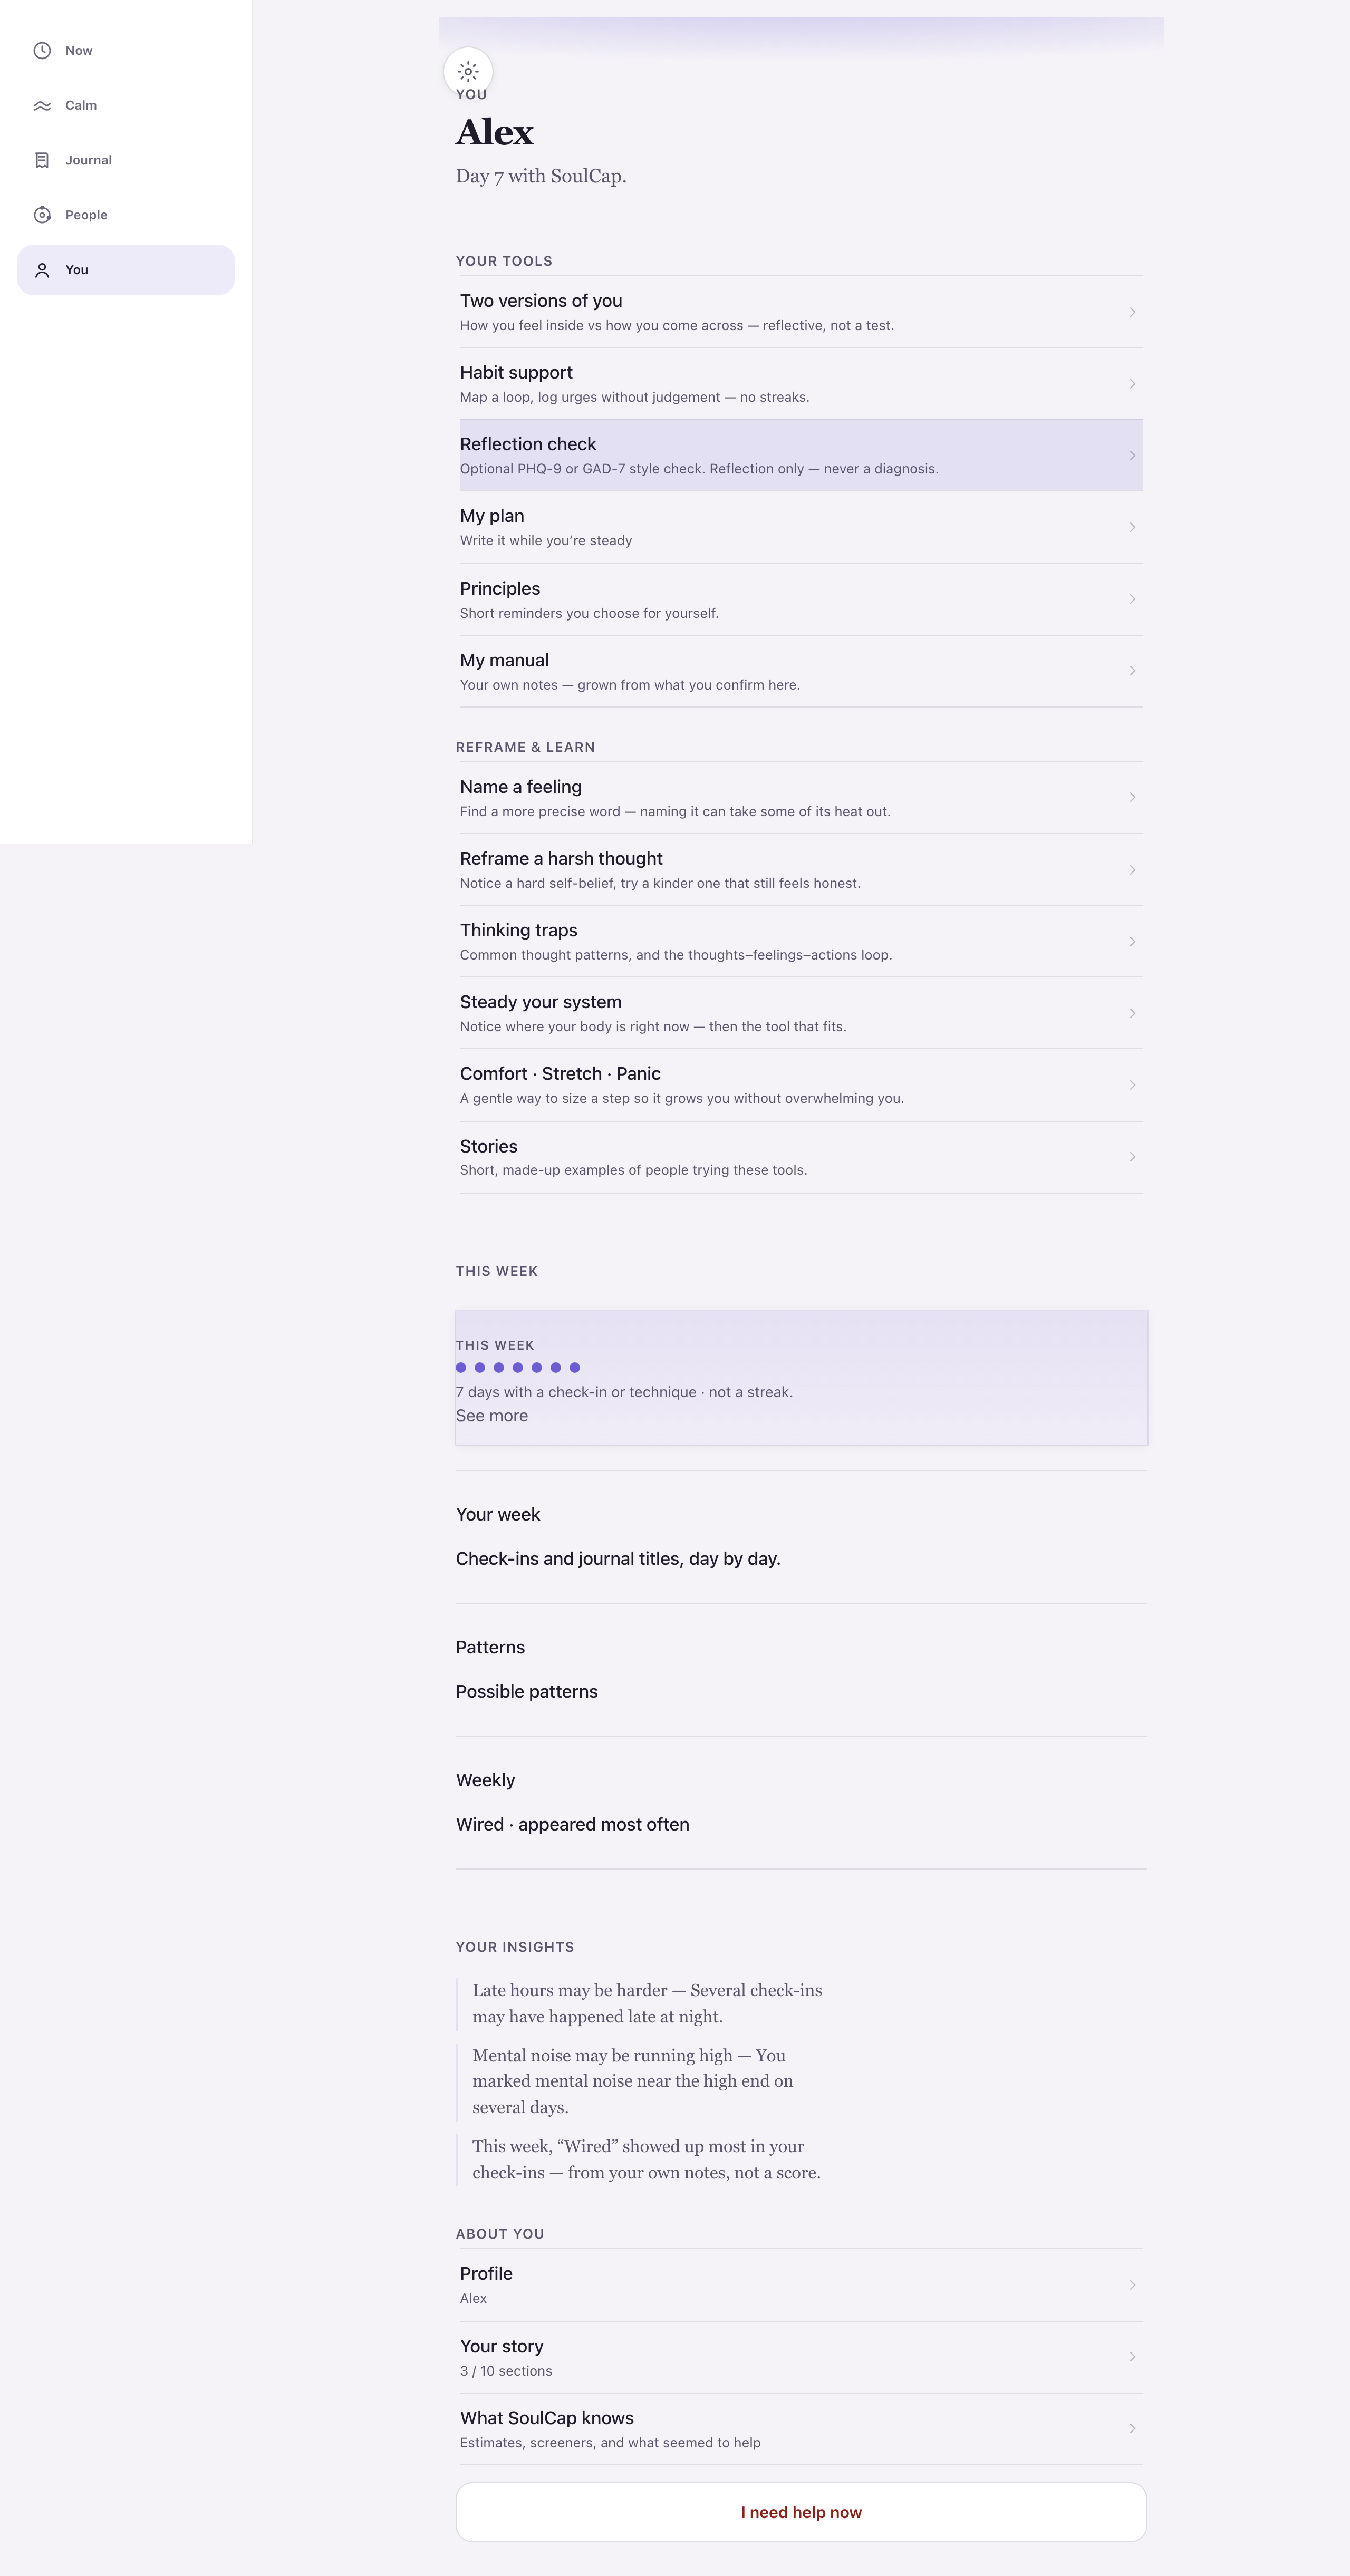 Now
Calm
Journal
People
You
YOU
Alex
Day 7 with SoulCap.
YOUR TOOLS
Two versions of you
How you feel inside vs how you come across — reflective, not a test.
Habit support
Map a loop, log urges without judgement — no streaks.
Reflection check
Optional PHQ-9 or GAD-7 style check. Reflection only — never a diagnosis.
My plan
Write it while you’re steady
Principles
Short reminders you choose for yourself.
My manual
Your own notes — grown from what you confirm here.
REFRAME & LEARN
Name a feeling
Find a more precise word — naming it can take some of its heat out.
Reframe a harsh thought
Notice a hard self-belief, try a kinder one that still feels honest.
Thinking traps
Common thought patterns, and the thoughts–feelings–actions loop.
Steady your system
Notice where your body is right now — then the tool that fits.
Comfort · Stretch · Panic
A gentle way to size a step so it grows you without overwhelming you.
Stories
Short, made-up examples of people trying these tools.
THIS WEEK
THIS WEEK
7 days with a check-in or technique · not a streak.
See more
Your week
Check-ins and journal titles, day by day.
Patterns
Possible patterns
Weekly
Wired · appeared most often
YOUR INSIGHTS
Late hours may be harder — Several check-ins
may have happened late at night.
Mental noise may be running high — You
marked mental noise near the high end on
several days.
This week, “Wired” showed up most in your
check-ins — from your own notes, not a score.
ABOUT YOU
Profile
Alex
Your story
3 / 10 sections
What SoulCap knows
Estimates, screeners, and what seemed to help
I need help now